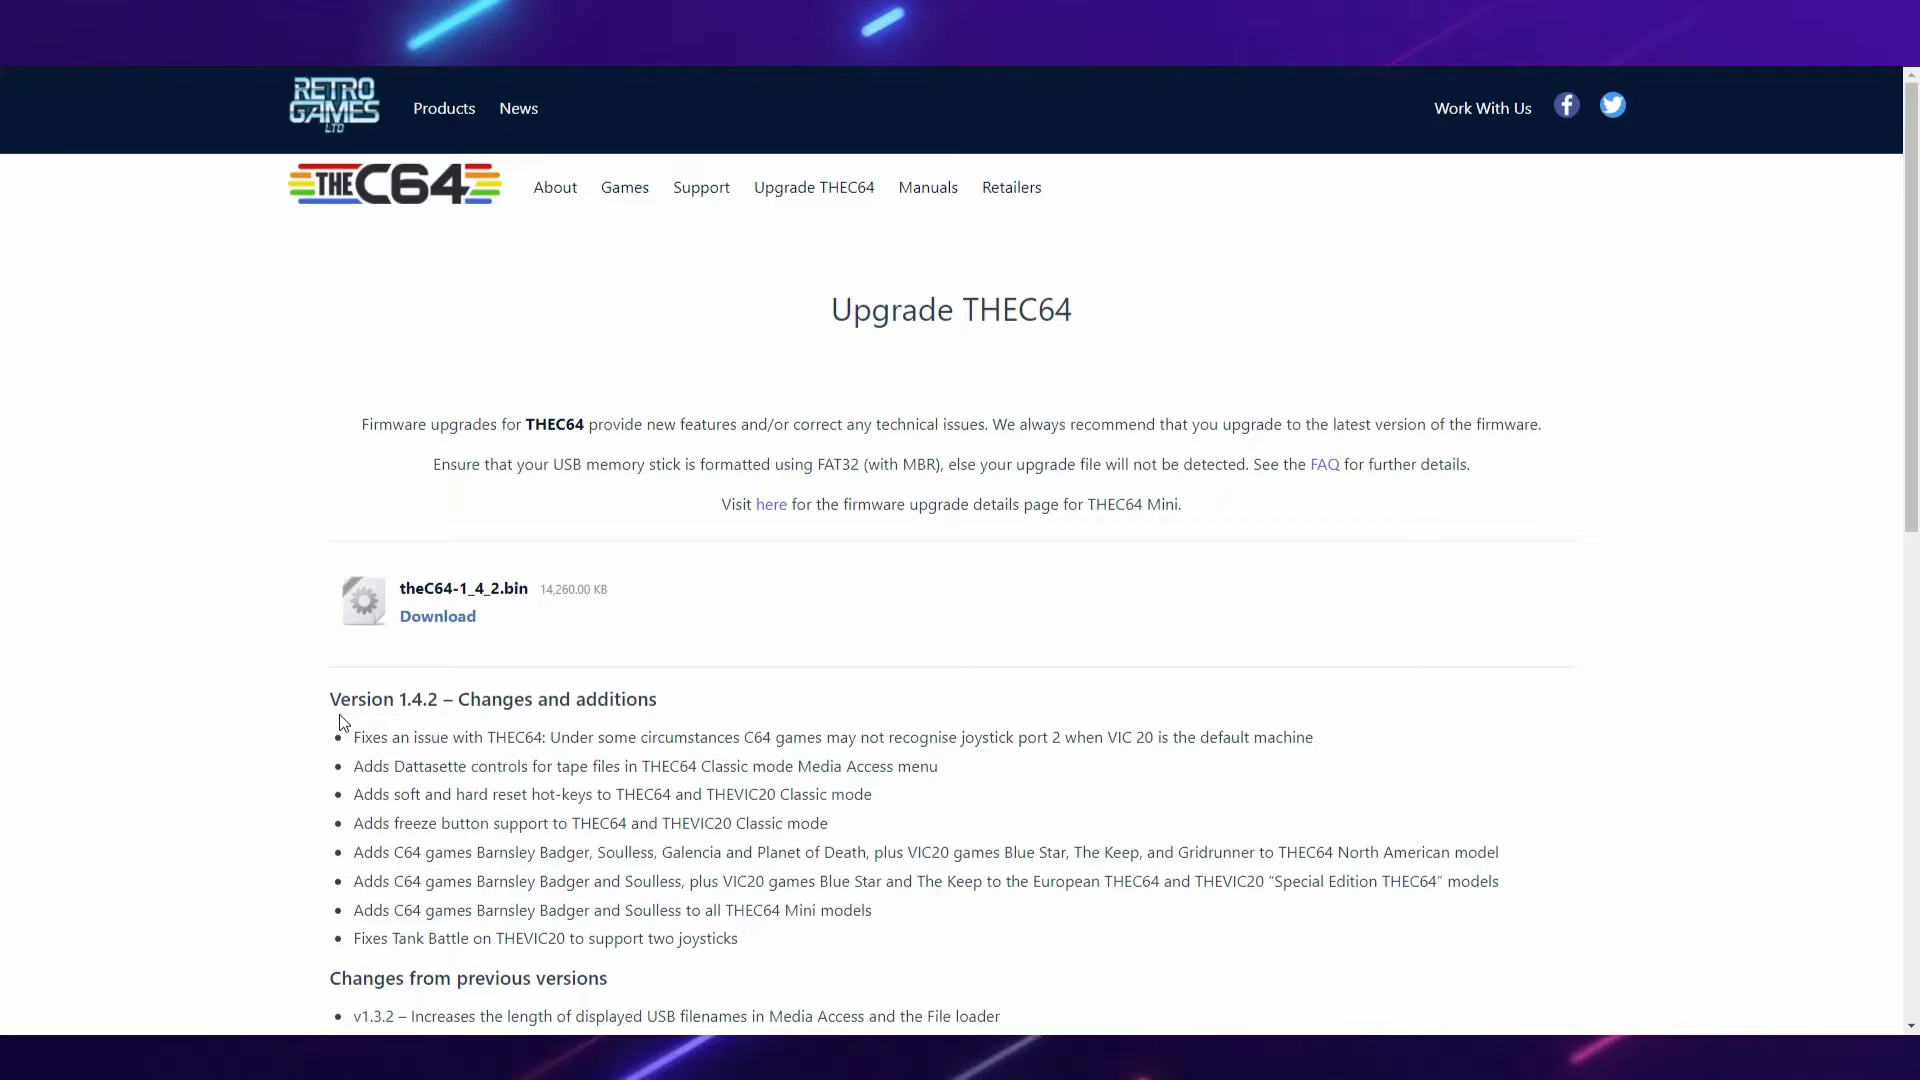 RETRO GAMES LTD
Products
News
Work With Us
THEC64
About
Games
Support
Upgrade THEC64
Manuals
Retailers
Upgrade THEC64
Firmware upgrades for THEC64 provide new features and/or correct any technical issues. We always recommend that you upgrade to the latest version of the firmware.
Ensure that your USB memory stick is formatted using FAT32 (with MBR), else your upgrade file will not be detected. See the FAQ for further details.
Visit here for the firmware upgrade details page for THEC64 Mini.
theC64-1_4_2.bin 14,260.00 KB
Download
Version 1.4.2 – Changes and additions
• Fixes an issue with THEC64: Under some circumstances C64 games may not recognise joystick port 2 when VIC 20 is the default machine
• Adds Dattasette controls for tape files in THEC64 Classic mode Media Access menu
• Adds soft and hard reset hot-keys to THEC64 and THEVIC20 Classic mode
• Adds freeze button support to THEC64 and THEVIC20 Classic mode
• Adds C64 games Barnsley Badger, Soulless, Galencia and Planet of Death, plus VIC20 games Blue Star, The Keep, and Gridrunner to THEC64 North American model
• Adds C64 games Barnsley Badger and Soulless, plus VIC20 games Blue Star and The Keep to the European THEC64 and THEVIC20 “Special Edition THEC64” models
• Adds C64 games Barnsley Badger and Soulless to all THEC64 Mini models
• Fixes Tank Battle on THEVIC20 to support two joysticks
Changes from previous versions
• v1.3.2 – Increases the length of displayed USB filenames in Media Access and the File loader